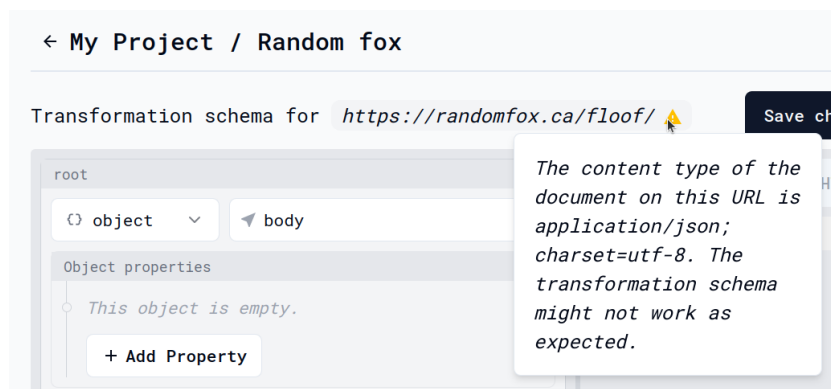 ← My Project / Random fox
Transformation schema for https://randomfox.ca/floof/
Save ch
The content type of the
document on this URL is
application/json;
charset=utf-8. The
transformation schema
might not work as
expected.
root
H
{} object
body
Object properties
This object is empty.
+ Add Property